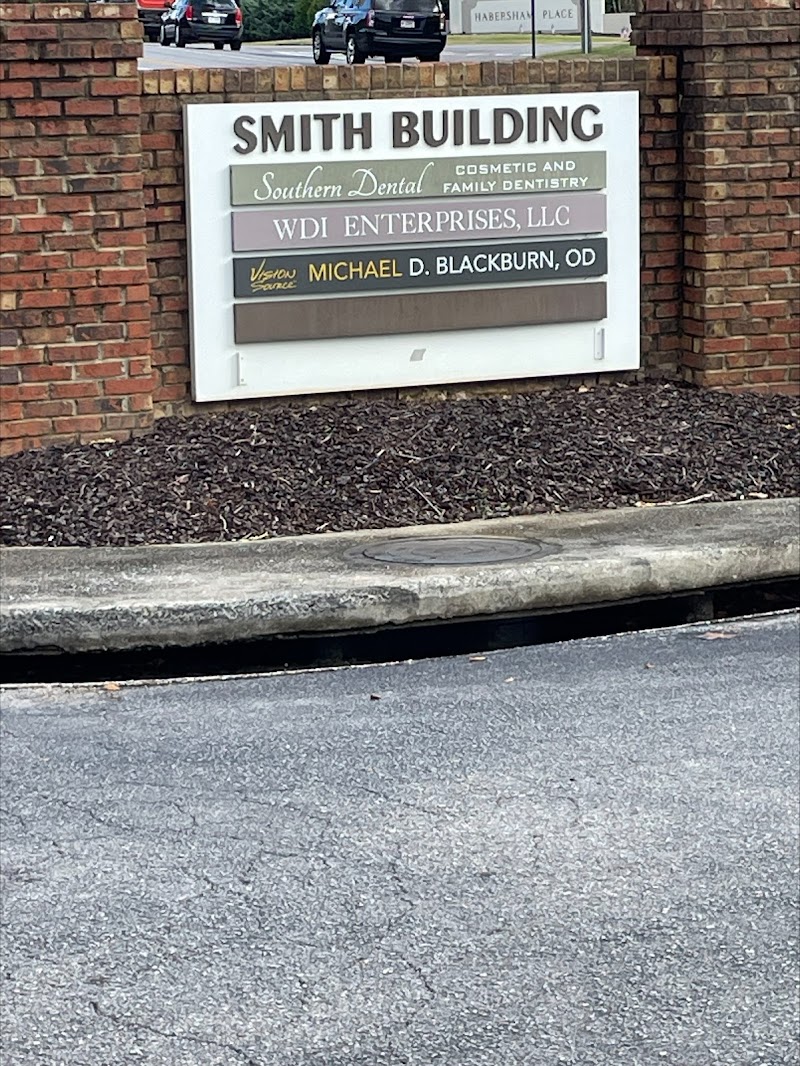 HABERSHAM PLACE
SMITH BUILDING
Southern Dental
COSMETIC AND
FAMILY DENTISTRY
WDI ENTERPRISES, LLC
Vision
Source
MICHAEL D. BLACKBURN, OD